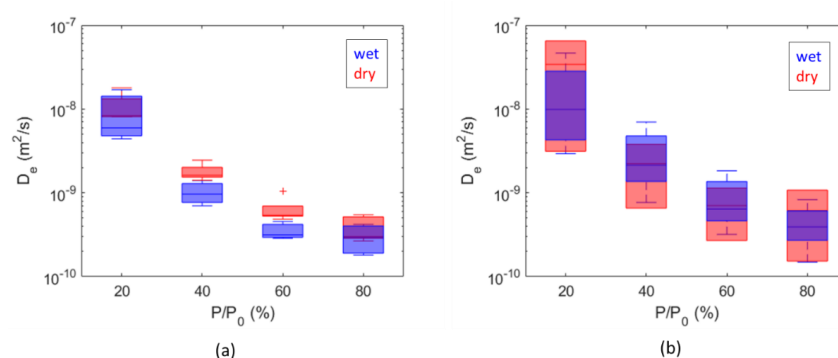 10^-7
10^-8
10^-9
10^-10
D_e (m^2/s)
wet
dry
20 40 60 80
P/P_0 (%)
(a)
10^-7
10^-8
10^-9
10^-10
D_e (m^2/s)
wet
dry
20 40 60 80
P/P_0 (%)
(b)